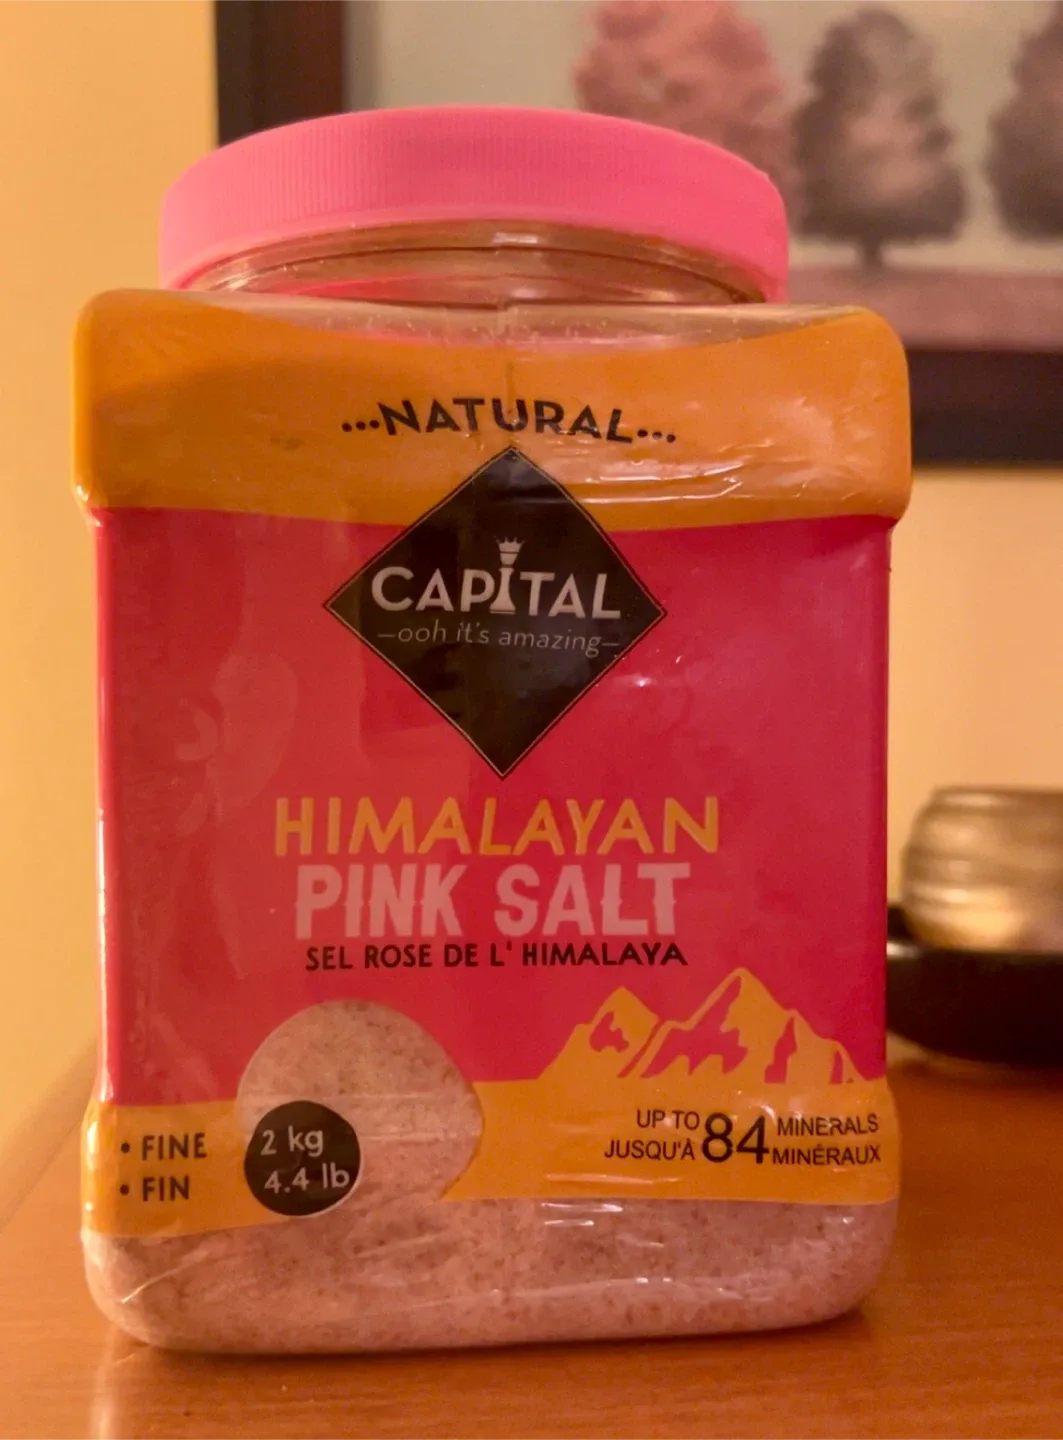 ...NATURAL...
CAPITAL
–ooh it's amazing–
HIMALAYAN
PINK SALT
SEL ROSE DE L' HIMALAYA
• FINE
• FIN
2 kg
4.4 lb
UP TO 84 MINERALS
JUSQU'À MINÉRAUX